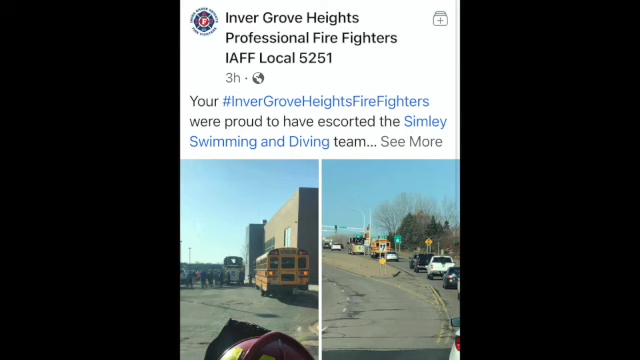 Inver Grove Heights
Professional Fire Fighters
IAFF Local 5251
3h ·
Your #InverGroveHeightsFireFighters
were proud to have escorted the Simley
Swimming and Diving team... See More